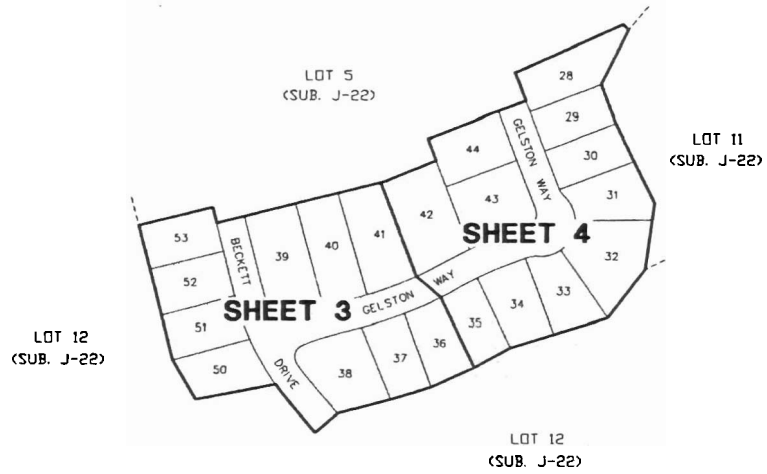 LOT 5
(SUB. J-22)
28
29
30
31
32
33
34
35
36
37
38
39
40
41
42
43
44
50
51
52
53
GELSTON WAY
LOT 11
(SUB. J-22)
SHEET 4
BECKETT
DRIVE
SHEET 3
GELSTON WAY
LOT 12
(SUB. J-22)
LOT 12
(SUB. J-22)